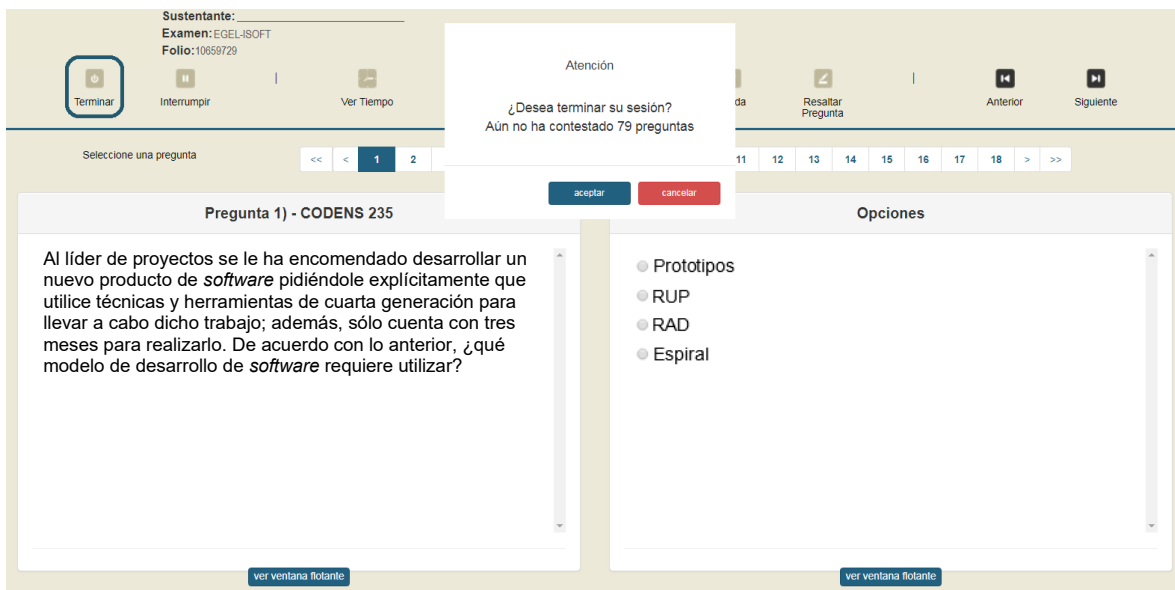 Sustentante:
Examen: EGEL-ISOFT
Folio: 10659729
Terminar
Interrumpir
|
Ver Tiempo
da
Resaltar
Pregunta
|
Anterior
Siguiente
Atención
¿Desea terminar su sesión?
Aún no ha contestado 79 preguntas
aceptar
cancelar
Seleccione una pregunta
<< < 1 2 11 12 13 14 15 16 17 18 > >>
Pregunta 1) - CODENS 235
Al líder de proyectos se le ha encomendado desarrollar un
nuevo producto de software pidiéndole explícitamente que
utilice técnicas y herramientas de cuarta generación para
llevar a cabo dicho trabajo; además, sólo cuenta con tres
meses para realizarlo. De acuerdo con lo anterior, ¿qué
modelo de desarrollo de software requiere utilizar?
ver ventana flotante
Opciones
Prototipos
RUP
RAD
Espiral
ver ventana flotante